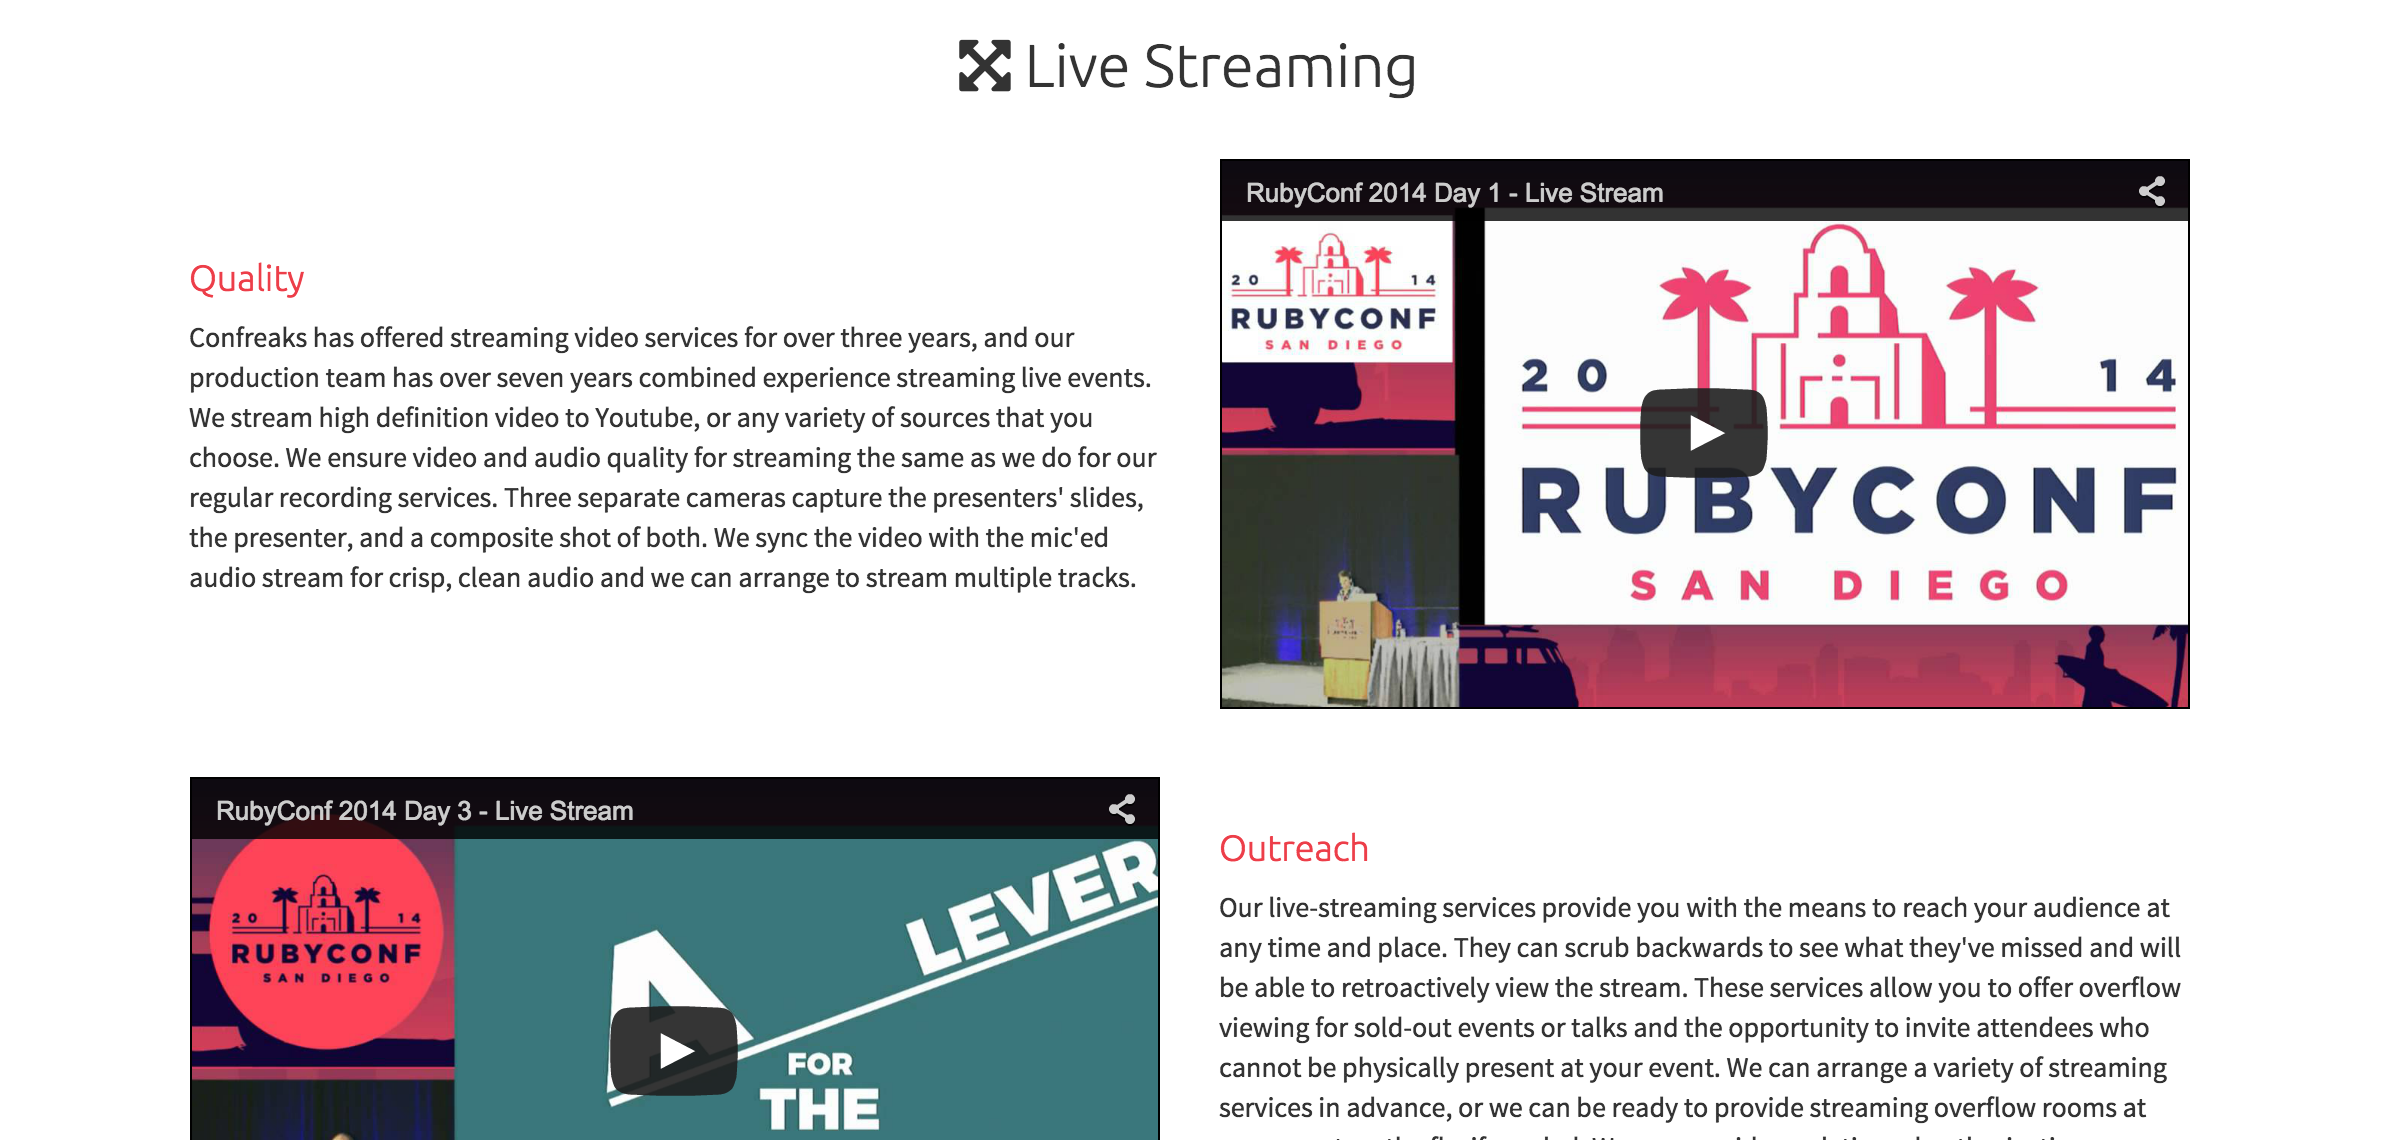 Live Streaming
Quality
Confreaks has offered streaming video services for over three years, and our
production team has over seven years combined experience streaming live events.
We stream high definition video to Youtube, or any variety of sources that you
choose. We ensure video and audio quality for streaming the same as we do for our
regular recording services. Three separate cameras capture the presenters' slides,
the presenter, and a composite shot of both. We sync the video with the mic'ed
audio stream for crisp, clean audio and we can arrange to stream multiple tracks.
RubyConf 2014 Day 1 - Live Stream
20 14
RUBYCONF
SAN DIEGO
20 14
RUBYCONF
SAN DIEGO
RubyConf 2014 Day 3 - Live Stream
20 14
RUBYCONF
SAN DIEGO
A LEVER
FOR
THE
Outreach
Our live-streaming services provide you with the means to reach your audience at
any time and place. They can scrub backwards to see what they've missed and will
be able to retroactively view the stream. These services allow you to offer overflow
viewing for sold-out events or talks and the opportunity to invite attendees who
cannot be physically present at your event. We can arrange a variety of streaming
services in advance, or we can be ready to provide streaming overflow rooms at